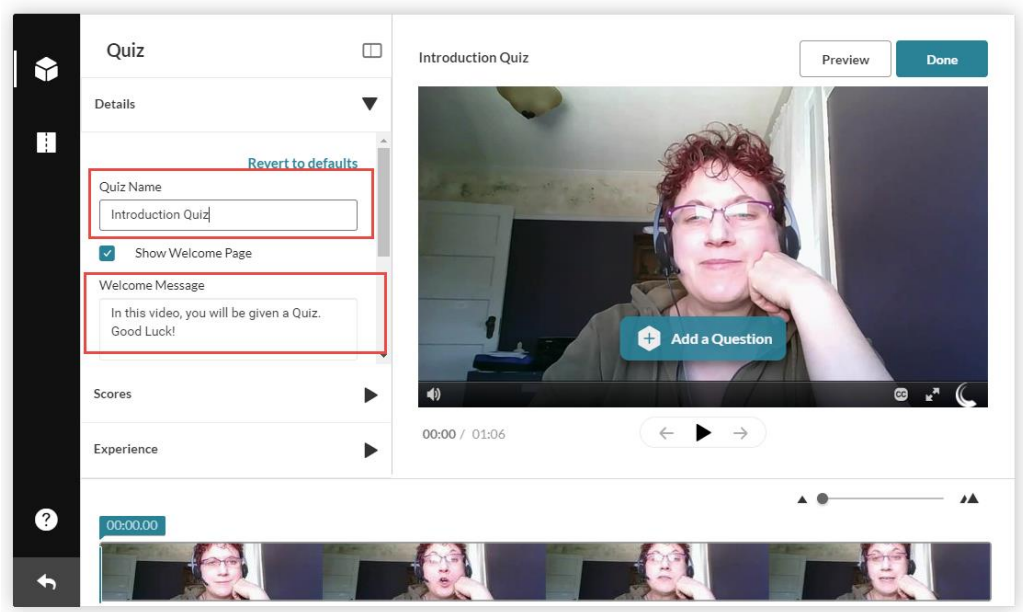 Quiz
Details
Revert to defaults
Quiz Name
Introduction Quiz
Show Welcome Page
Welcome Message
In this video, you will be given a Quiz.
Good Luck!
Scores
Experience
Introduction Quiz
Preview
Done
+ Add a Question
CC
00:00 / 01:06
?
00:00.00